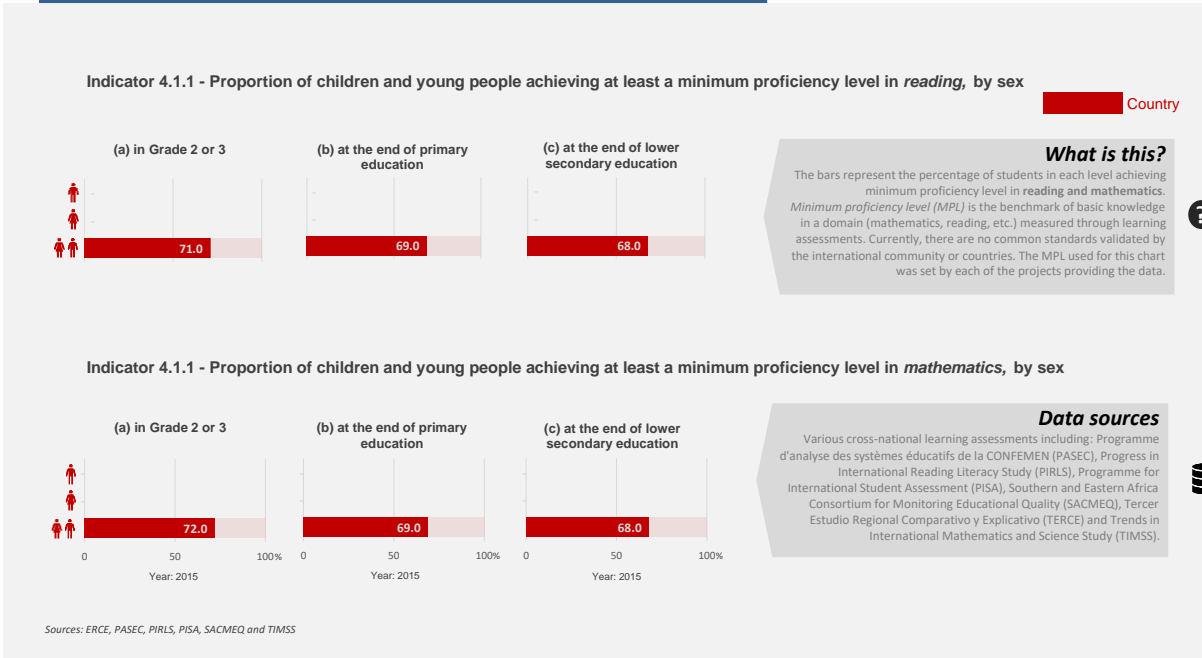 Indicator 4.1.1 - Proportion of children and young people achieving at least a minimum proficiency level in reading, by sex
Country
(a) in Grade 2 or 3
(b) at the end of primary
education
(c) at the end of lower
secondary education
-
-
-
-
-
-
71.0
69.0
68.0
What is this?
The bars represent the percentage of students in each level achieving
minimum proficiency level in reading and mathematics.
Minimum proficiency level (MPL) is the benchmark of basic knowledge
in a domain (mathematics, reading, etc.) measured through learning
assessments. Currently, there are no common standards validated by
the international community or countries. The MPL used for this chart
was set by each of the projects providing the data.
?
Indicator 4.1.1 - Proportion of children and young people achieving at least a minimum proficiency level in mathematics, by sex
(a) in Grade 2 or 3
(b) at the end of primary
education
(c) at the end of lower
secondary education
-
-
-
-
-
-
72.0
69.0
68.0
0 50 100%
0 50 100%
0 50 100%
Year: 2015
Year: 2015
Year: 2015
Data sources
Various cross-national learning assessments including: Programme
d'analyse des systèmes éducatifs de la CONFEMEN (PASEC), Progress in
International Reading Literacy Study (PIRLS), Programme for
International Student Assessment (PISA), Southern and Eastern Africa
Consortium for Monitoring Educational Quality (SACMEQ), Tercer
Estudio Regional Comparativo y Explicativo (TERCE) and Trends in
International Mathematics and Science Study (TIMSS).
Sources: ERCE, PASEC, PIRLS, PISA, SACMEQ and TIMSS